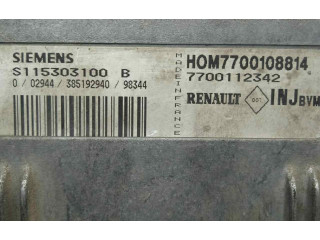 SIEMENS
S115303100 B
0 / 02944 / 385192940 / 98344
MADE IN FRANCE
HOM7700108814
7700112342
RENAULT INJ BVM